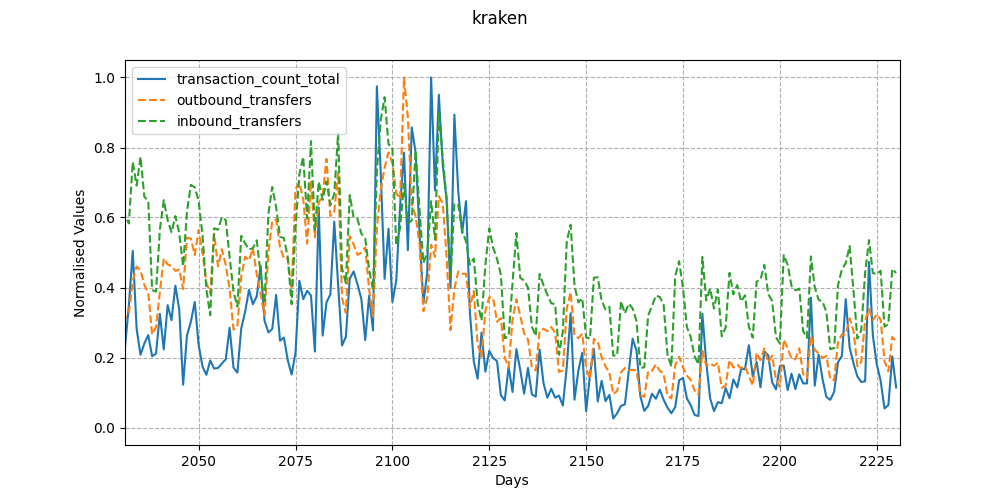 kraken
transaction_count_total
outbound_transfers
inbound_transfers
Normalised Values
1.0
0.8
0.6
0.4
0.2
0.0
2050 2075 2100 2125 2150 2175 2200 2225
Days